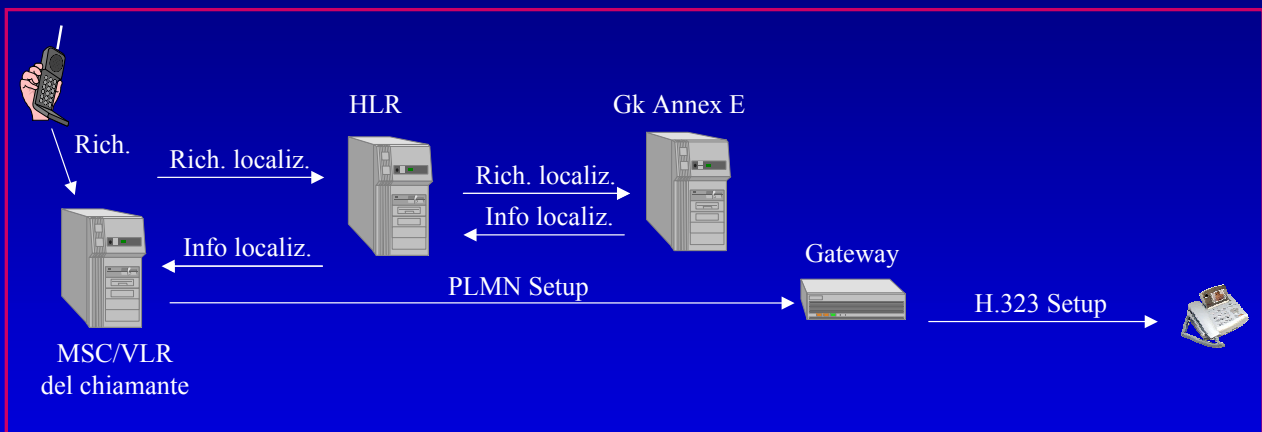 HLR
Gk Annex E
Rich.
Rich. localiz.
Rich. localiz.
Info localiz.
Info localiz.
Gateway
PLMN Setup
H.323 Setup
MSC/VLR
del chiamante